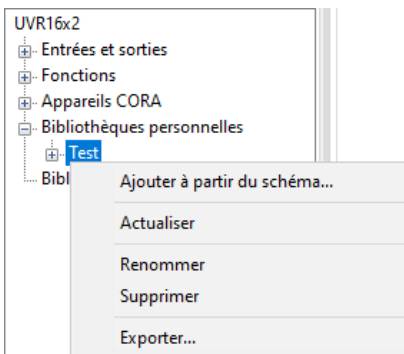 UVR16x2
Entrées et sorties
Fonctions
Appareils CORA
Bibliothèques personnelles
Test
Bibl
Ajouter à partir du schéma...
Actualiser
Renommer
Supprimer
Exporter...